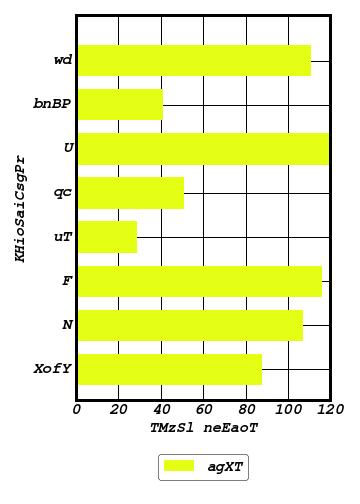 KHioSaiCsgPr
wd
bnBP
U
qc
uT
F
N
XofY
0 20 40 60 80 100 120
TMzSl neEaoT
agXT